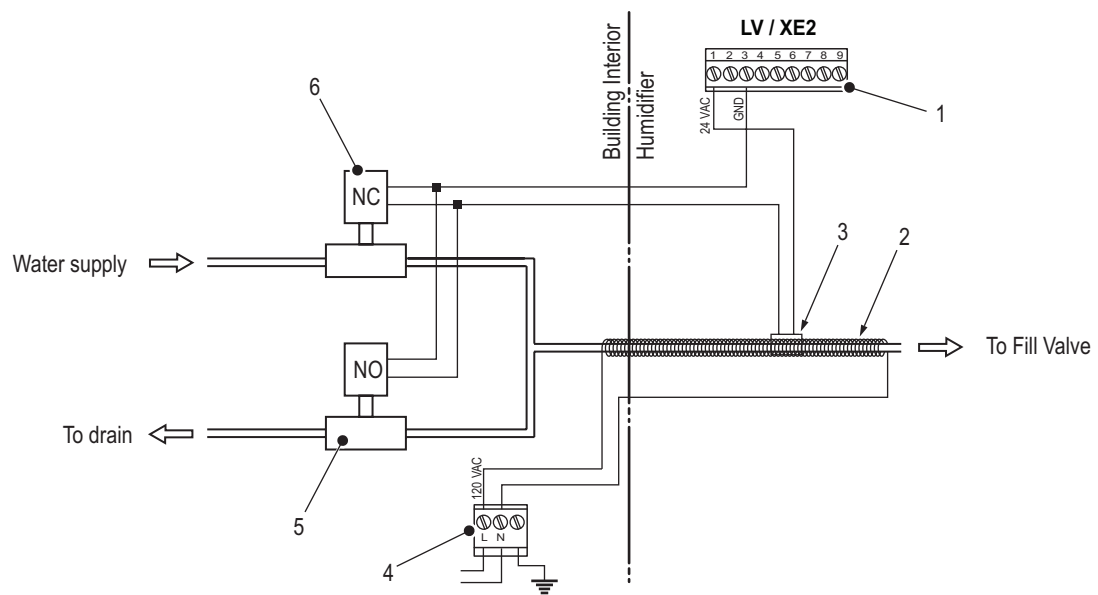 LV / XE2
1 2 3 4 5 6 7 8 9
Building Interior
Humidifier
24 VAC
GND
1
6
NC
Water supply
3
2
To Fill Valve
NO
To drain
5
120 VAC
L N
4